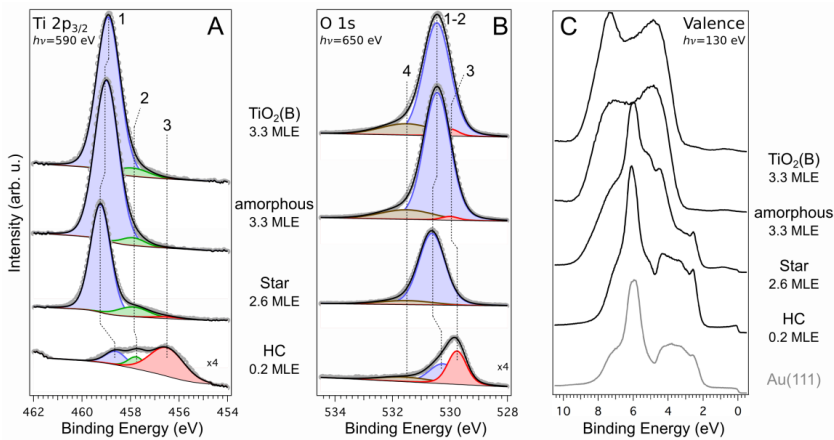 Ti 2p3/2
hν=590 eV
A
1
2
3
TiO2(B)
3.3 MLE
amorphous
3.3 MLE
Star
2.6 MLE
HC
0.2 MLE
x4
Intensity (arb. u.)
462 460 458 456 454
Binding Energy (eV)
O 1s
hν=650 eV
B
1-2
4
3
x4
534 532 530 528
Binding Energy (eV)
C
Valence
hν=130 eV
TiO2(B)
3.3 MLE
amorphous
3.3 MLE
Star
2.6 MLE
HC
0.2 MLE
Au(111)
10 8 6 4 2 0
Binding Energy (eV)